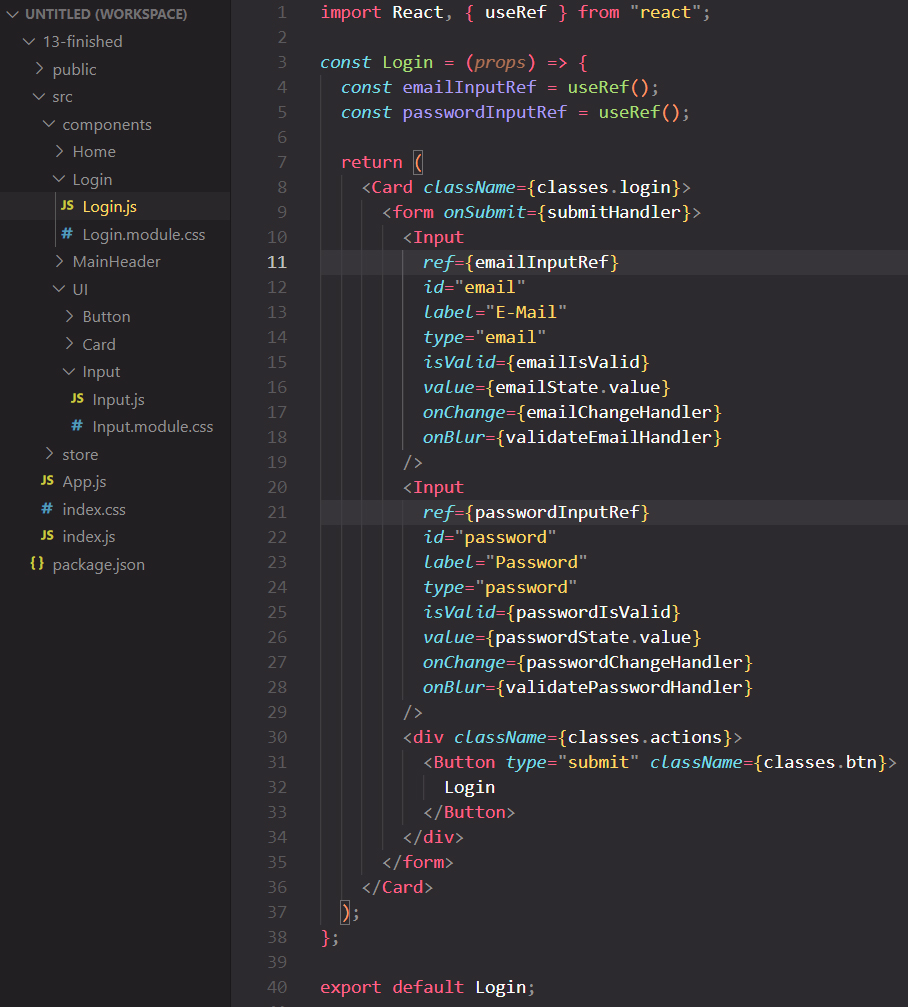 UNTITLED (WORKSPACE)
13-finished
public
src
components
Home
Login
JS Login.js
# Login.module.css
MainHeader
UI
Button
Card
Input
JS Input.js
# Input.module.css
store
JS App.js
# index.css
JS index.js
{} package.json
1 import React, { useRef } from "react";
2
3 const Login = (props) => {
4 const emailInputRef = useRef();
5 const passwordInputRef = useRef();
6
7 return (
8 <Card className={classes.login}>
9 <form onSubmit={submitHandler}>
10 <Input
11 ref={emailInputRef}
12 id="email"
13 label="E-Mail"
14 type="email"
15 isValid={emailIsValid}
16 value={emailState.value}
17 onChange={emailChangeHandler}
18 onBlur={validateEmailHandler}
19 />
20 <Input
21 ref={passwordInputRef}
22 id="password"
23 label="Password"
24 type="password"
25 isValid={passwordIsValid}
26 value={passwordState.value}
27 onChange={passwordChangeHandler}
28 onBlur={validatePasswordHandler}
29 />
30 <div className={classes.actions}>
31 <Button type="submit" className={classes.btn}>
32 Login
33 </Button>
34 </div>
35 </form>
36 </Card>
37 );
38 };
39
40 export default Login;